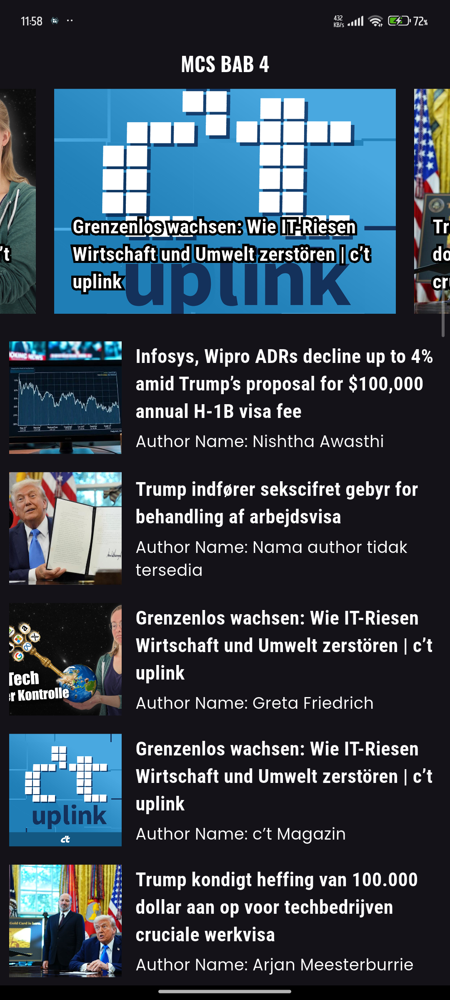 11:58
432
KB/s
72%
MCS BAB 4
uplink
Grenzenlos wachsen: Wie IT-Riesen
Wirtschaft und Umwelt zerstören | c’t
uplink
’t
Tr
do
cru
Infosys, Wipro ADRs decline up to 4%
amid Trump’s proposal for $100,000
annual H-1B visa fee
Author Name: Nishtha Awasthi
Trump indfører sekscifret gebyr for
behandling af arbejdsvisa
Author Name: Nama author tidak
tersedia
Tech
er Kontrolle
Grenzenlos wachsen: Wie IT-Riesen
Wirtschaft und Umwelt zerstören | c’t
uplink
Author Name: Greta Friedrich
uplink
c't
Grenzenlos wachsen: Wie IT-Riesen
Wirtschaft und Umwelt zerstören | c’t
uplink
Author Name: c’t Magazin
Gold Card is here.
Trump kondigt heffing van 100.000
dollar aan op voor techbedrijven
cruciale werkvisa
Author Name: Arjan Meesterburrie